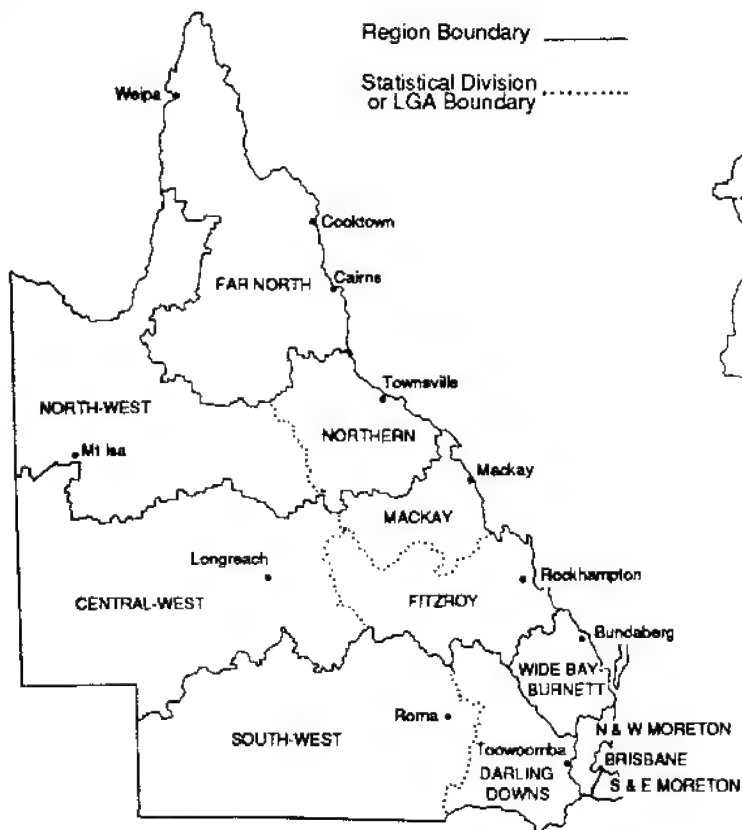 Region Boundary
Statistical Division
or LGA Boundary
Weipa
Cooktown
FAR NORTH
Cairns
Townsville
NORTH-WEST
NORTHERN
Mt Isa
Mackay
MACKAY
Longreach
Rockhampton
CENTRAL-WEST
FITZROY
Bundaberg
WIDE BAY-
BURNETT
Roma
SOUTH-WEST
N & W MORETON
Toowoomba
BRISBANE
DARLING
DOWNS
S & E MORETON